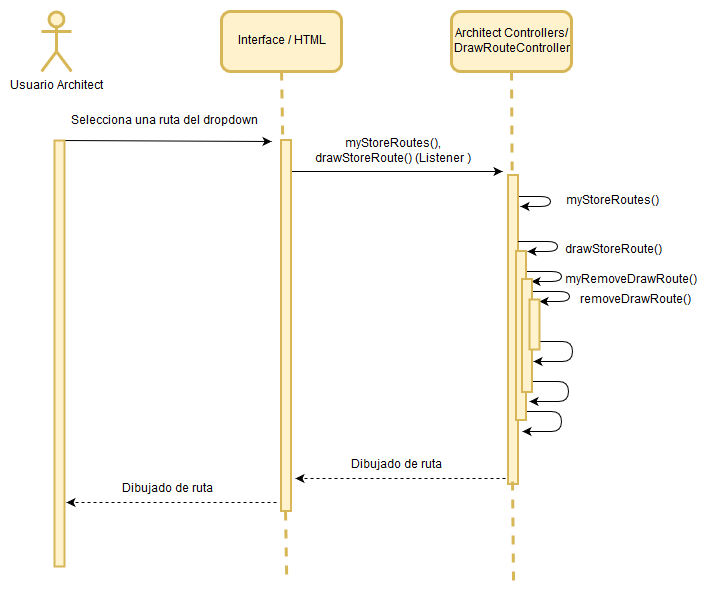 Usuario Architect
Interface / HTML
Architect Controllers/
DrawRouteController
Selecciona una ruta del dropdown
myStoreRoutes(),
drawStoreRoute() (Listener )
myStoreRoutes()
drawStoreRoute()
myRemoveDrawRoute()
removeDrawRoute()
Dibujado de ruta
Dibujado de ruta